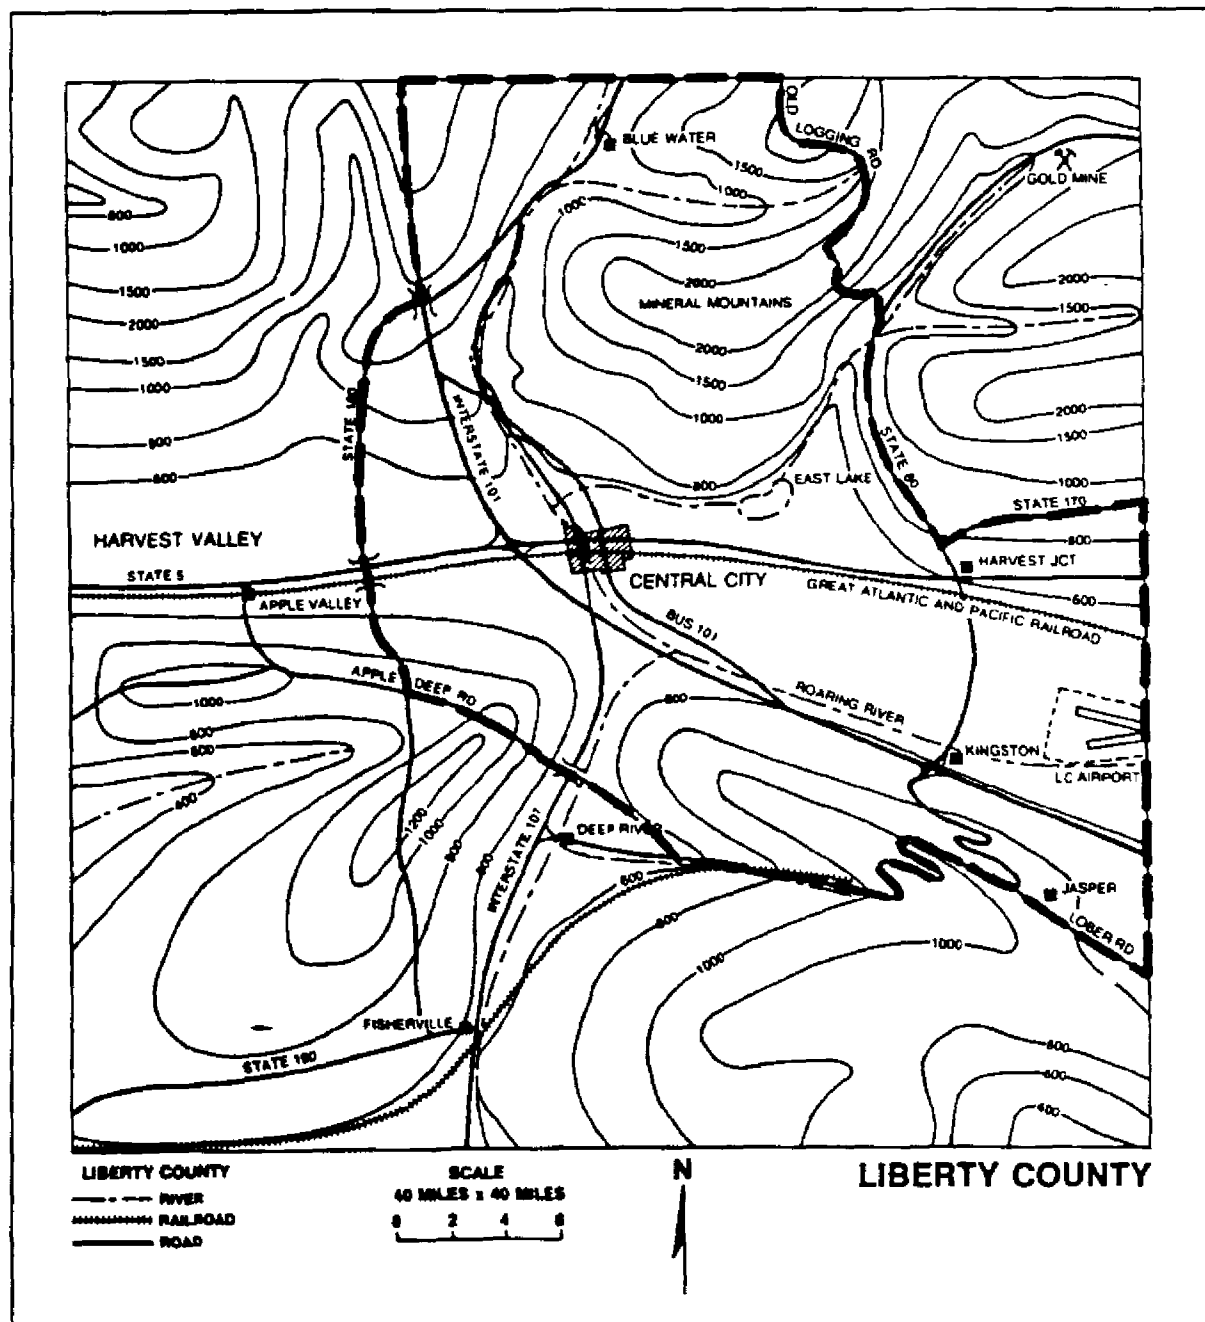 OLD
LOGGING RD
BLUE WATER
GOLD MINE
1500
1000
800
1000
1000
1500
1500
2000
2000
1500
MINERAL MOUNTAINS
2000
2000
1500
1500
1000
1000
2000
1500
STATE 80
INTERSTATE 101
800
600
800
EAST LAKE
1000
STATE 170
800
HARVEST VALLEY
HARVEST JCT
STATE 5
CENTRAL CITY
GREAT ATLANTIC AND PACIFIC RAILROAD
600
APPLE VALLEY
BUS 101
APPLE DEEP RD
1000
800
ROARING RIVER
800
600
KINGSTON
LC AIRPORT
400
1200
1000
800
DEEP RIVER
INTERSTATE 107
600
JASPER
LOBER RD
800
1000
1000
FISHERVILLE
STATE 190
800
600
400
LIBERTY COUNTY
RIVER
RAILROAD
ROAD
SCALE
40 MILES x 40 MILES
0 2 4 6
N
LIBERTY COUNTY